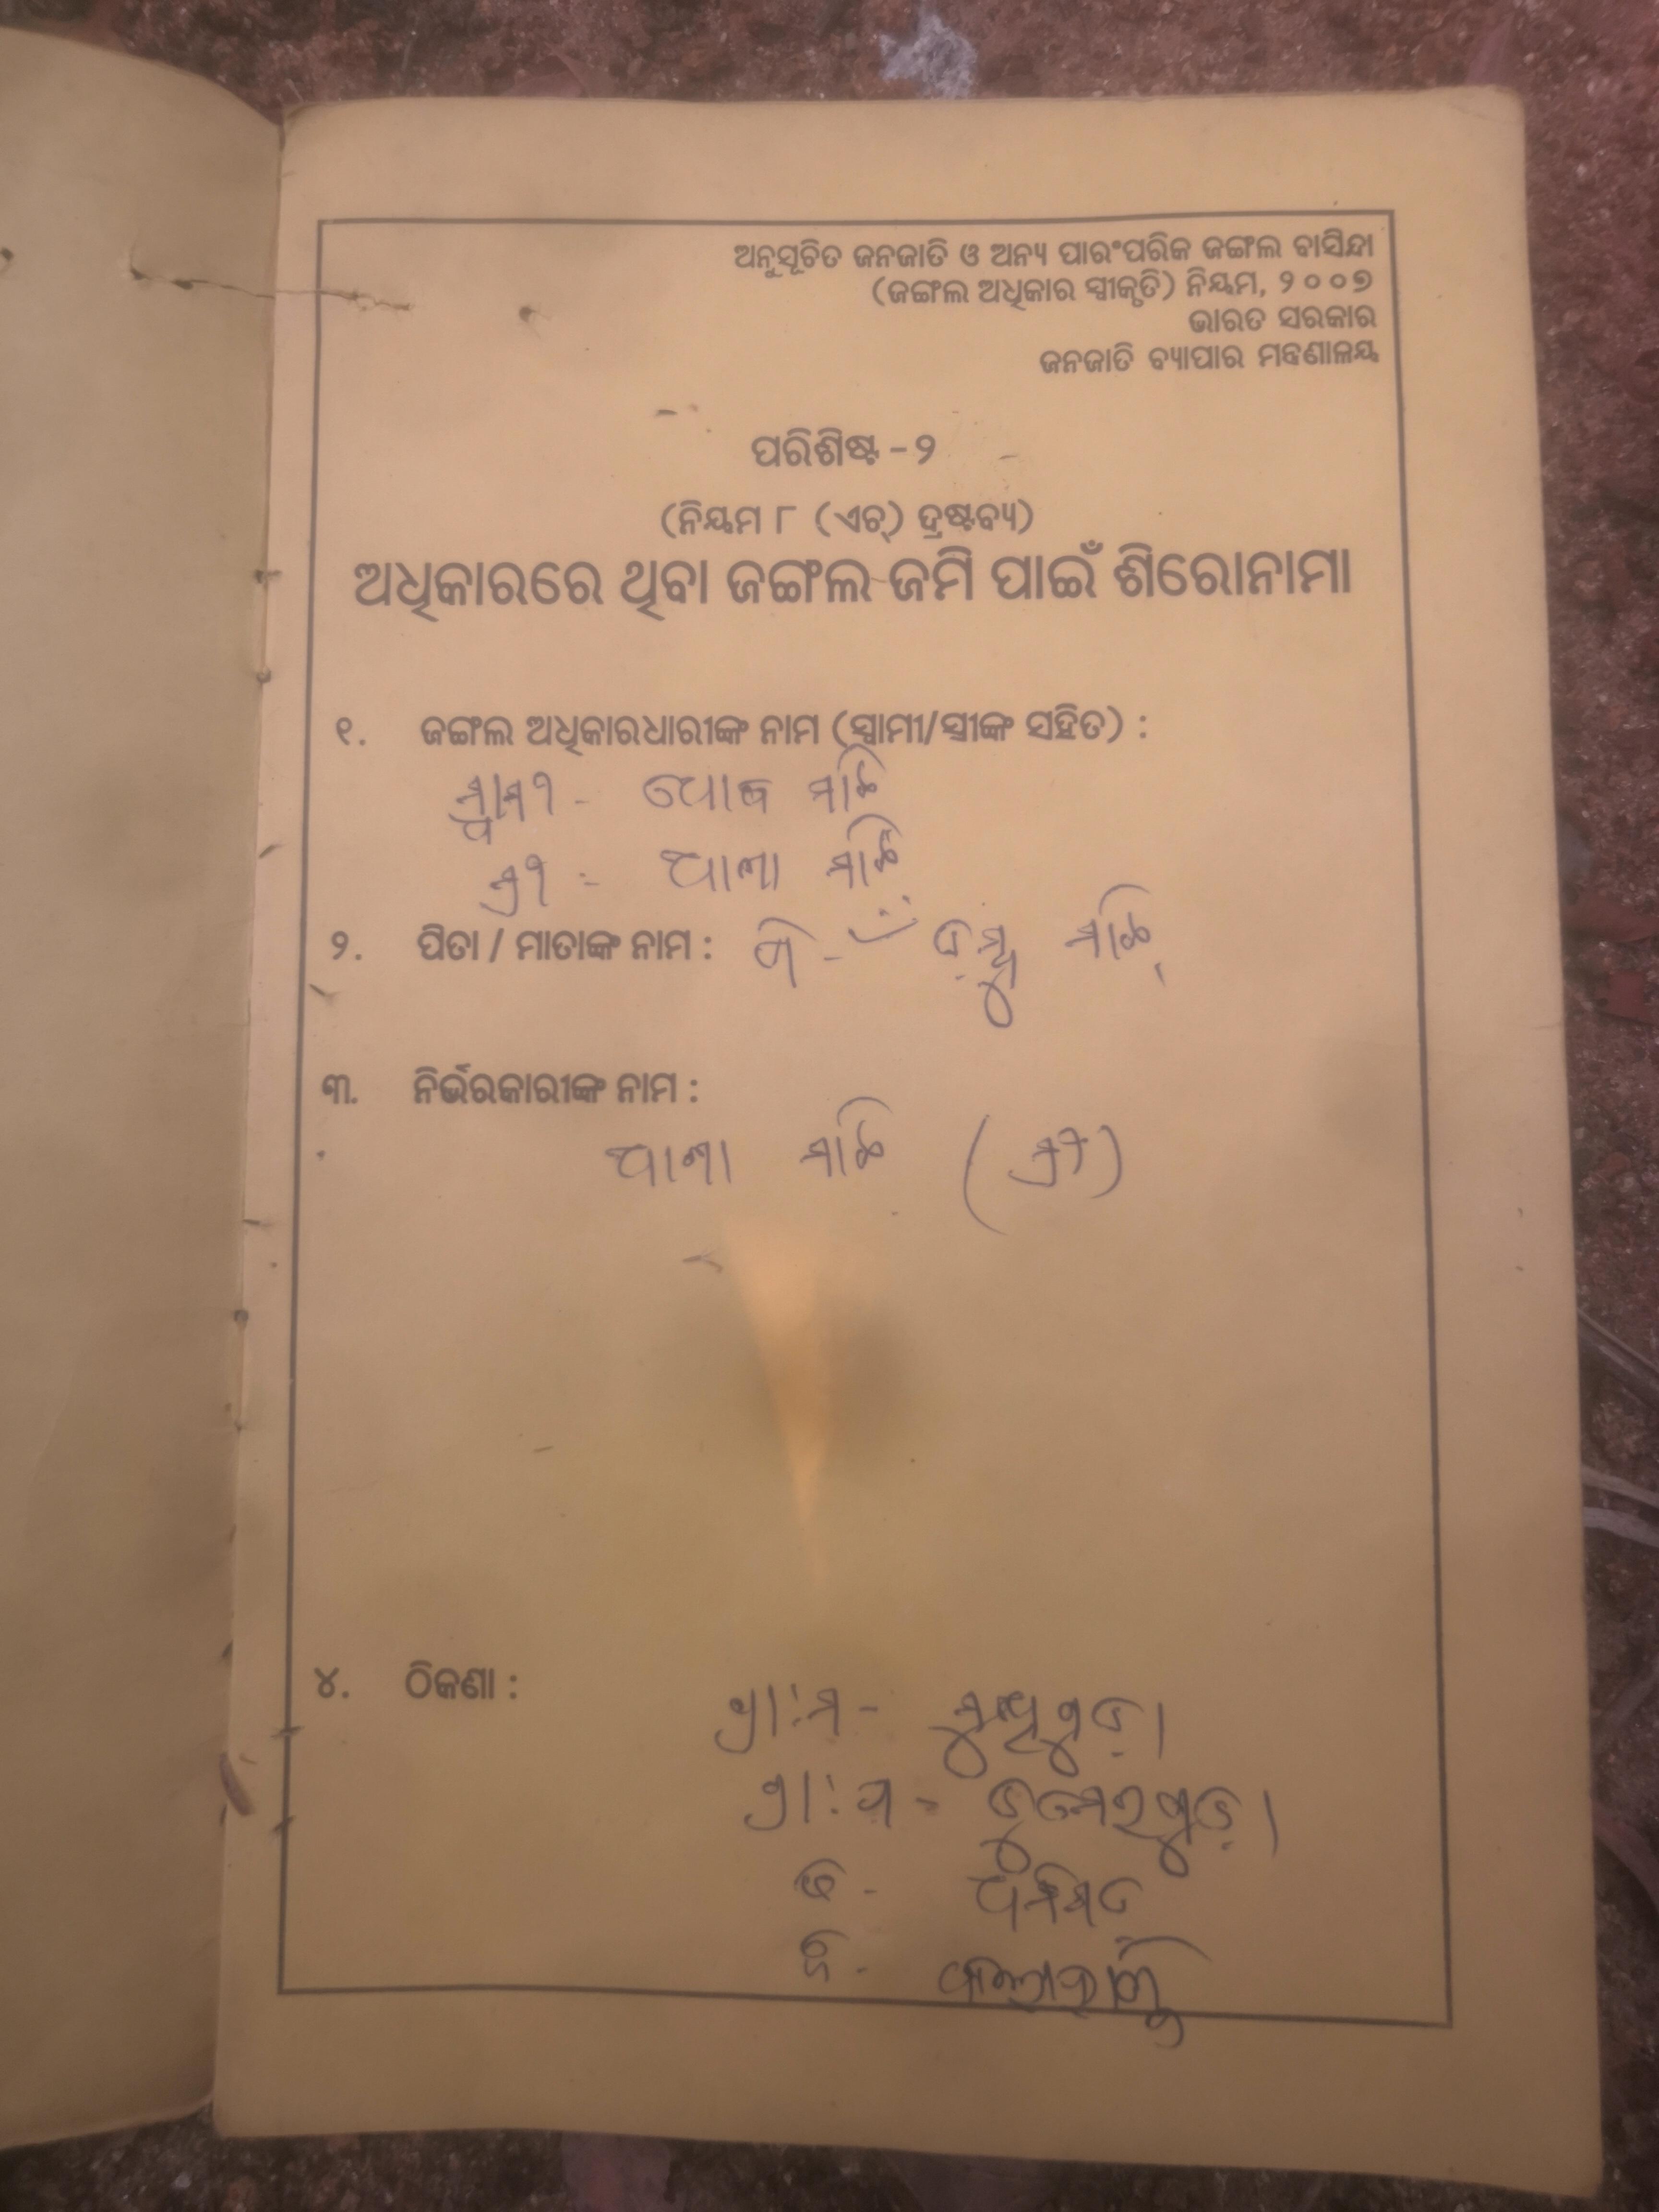 ଅନୁସୂଚିତ ଜନଜାତି ଓ ଅନ୍ୟ ପାରଂପରିକ ଜଙ୍ଗଲ ବାସିନ୍ଦା
(ଜଙ୍ଗଲ ଅଧିକାର ସ୍ୱୀକୃତି) ନିୟମ, ୨୦୦୭
ଭାରତ ସରକାର
ଜନଜାତି ବ୍ୟାପାର ମନ୍ତ୍ରଣାଳୟ
ପରିଶିଷ୍ଟ - ୨
(ନିୟମ ୮ (ଏଚ୍) ଦ୍ରଷ୍ଟବ୍ୟ)
ଅଧିକାରରେ ଥିବା ଜଙ୍ଗଲ ଜମି ପାଇଁ ଶିରୋନାମା
୧. ଜଙ୍ଗଲ ଅଧିକାରଧାରୀଙ୍କ ନାମ (ସ୍ୱାମୀ/ସ୍ତ୍ରୀଙ୍କ ସହିତ) :
ସ୍ୱାମୀ - ମାଝି
ସ୍ତ୍ରୀ :- ମାଝି
୨. ପିତା / ମାତାଙ୍କ ନାମ : ମାଝି
୩. ନିର୍ଭରକାରୀଙ୍କ ନାମ :
ମାଝି (ସ୍ତ୍ରୀ)
୪. ଠିକଣା :
ଗ୍ରା:ମ -
ଗ୍ରା:ପ -
ଜି -